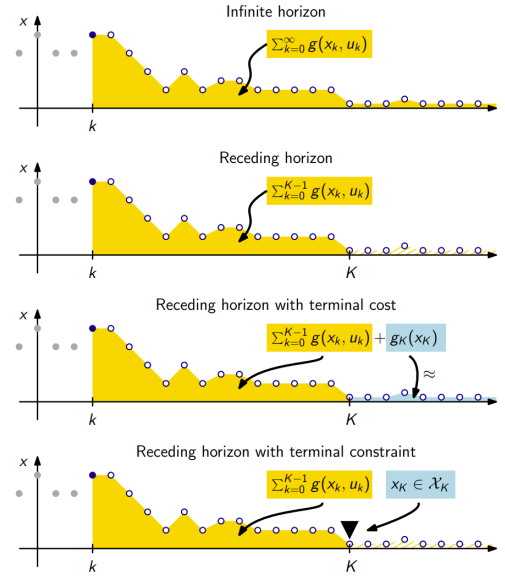 Infinite horizon
x
∑_{k=0}^{∞} g(x_k, u_k)
k
Receding horizon
x
∑_{k=0}^{K−1} g(x_k, u_k)
k K
Receding horizon with terminal cost
x
∑_{k=0}^{K−1} g(x_k, u_k) + g_K(x_K)
≈
k K
Receding horizon with terminal constraint
x
∑_{k=0}^{K−1} g(x_k, u_k) x_K ∈ 𝒳_K
k K